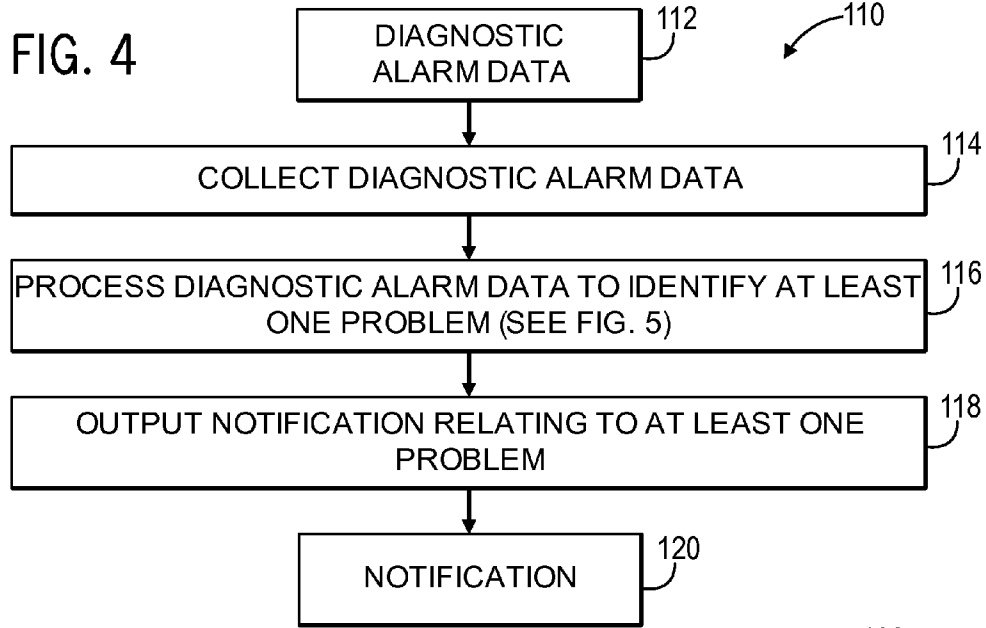 FIG. 4
DIAGNOSTIC
ALARM DATA
112
110
COLLECT DIAGNOSTIC ALARM DATA
114
PROCESS DIAGNOSTIC ALARM DATA TO IDENTIFY AT LEAST
ONE PROBLEM (SEE FIG. 5)
116
OUTPUT NOTIFICATION RELATING TO AT LEAST ONE
PROBLEM
118
NOTIFICATION
120